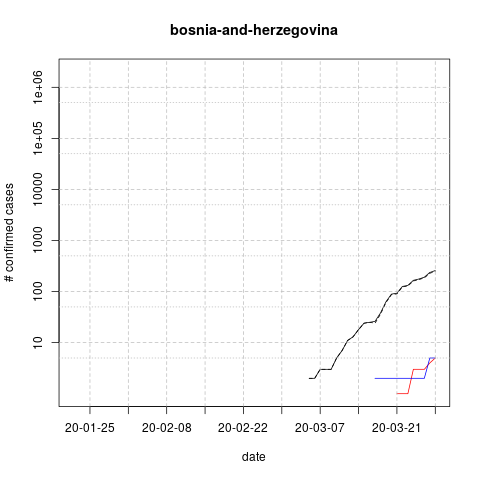 bosnia-and-herzegovina
# confirmed cases
1e+06
1e+05
10000
1000
100
10
20-01-25
20-02-08
20-02-22
20-03-07
20-03-21
date